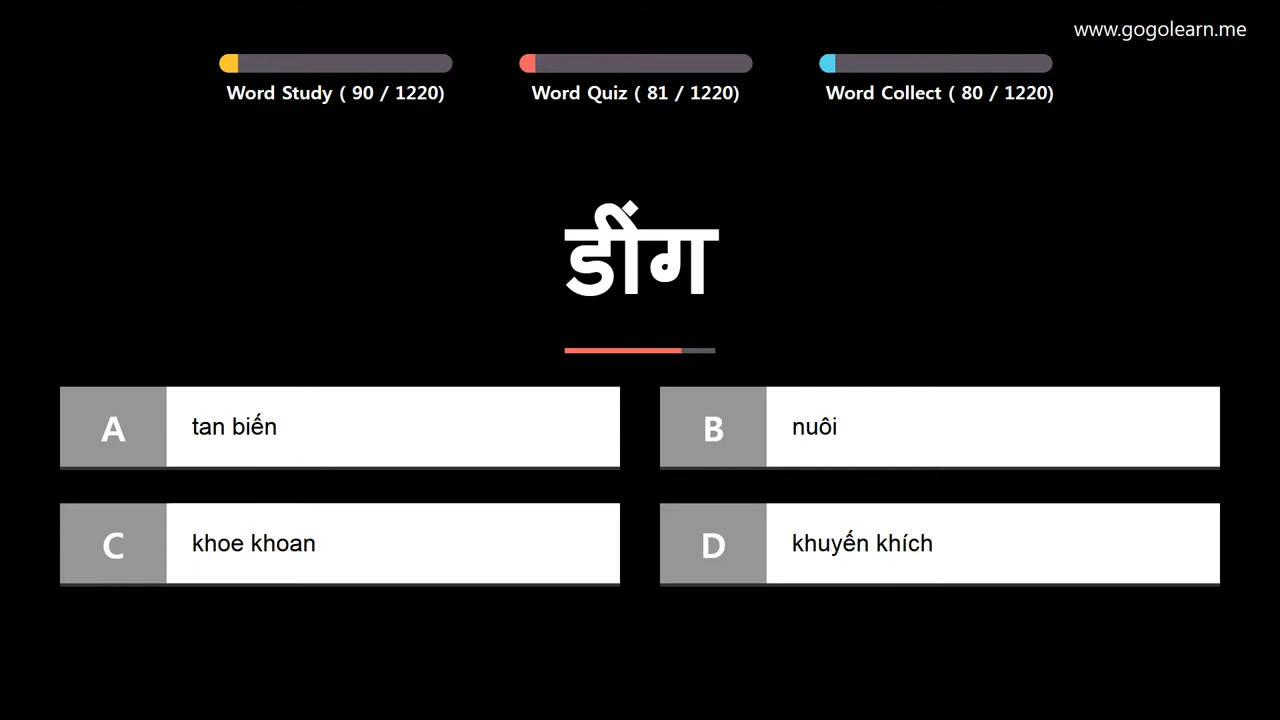 www.gogolearn.me
Word Study ( 90 / 1220)
Word Quiz ( 81 / 1220)
Word Collect ( 80 / 1220)
डींग
A tan biến
B nuôi
C khoe khoan
D khuyến khích